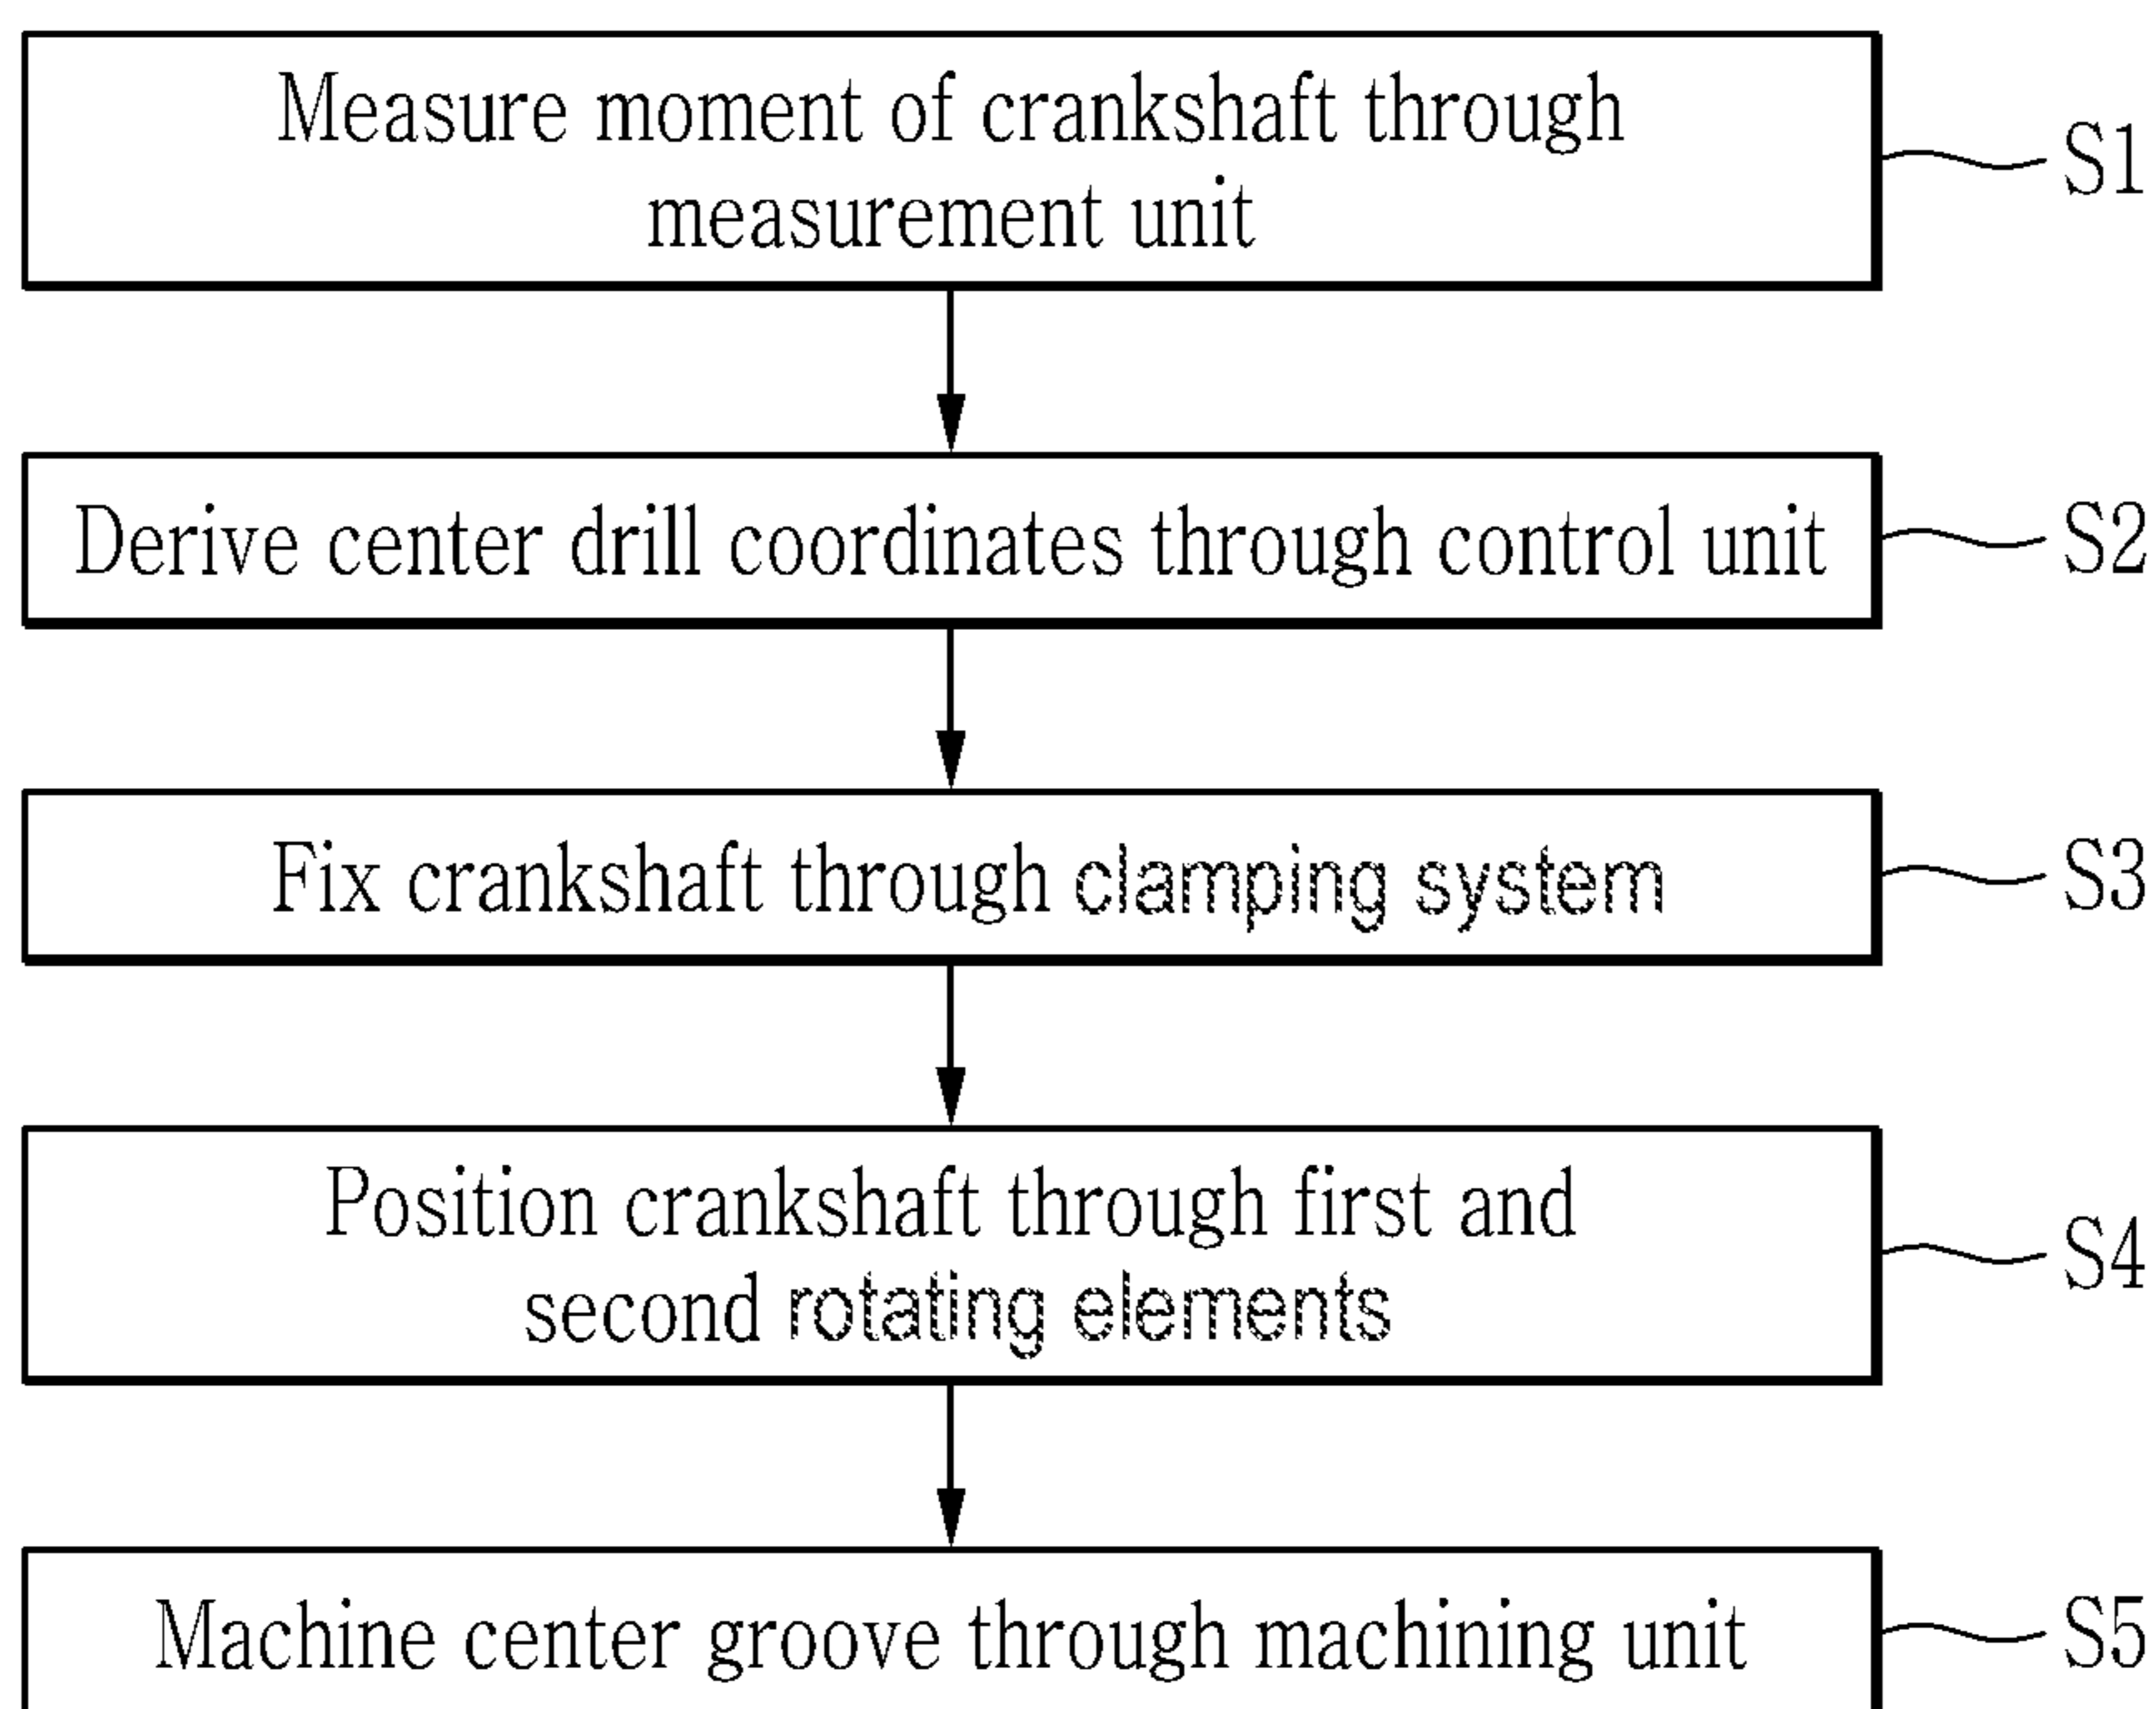 Measure moment of crankshaft through
measurement unit
S1
Derive center drill coordinates through control unit
S2
Fix crankshaft through clamping system
S3
Position crankshaft through first and
second rotating elements
S4
Machine center groove through machining unit
S5